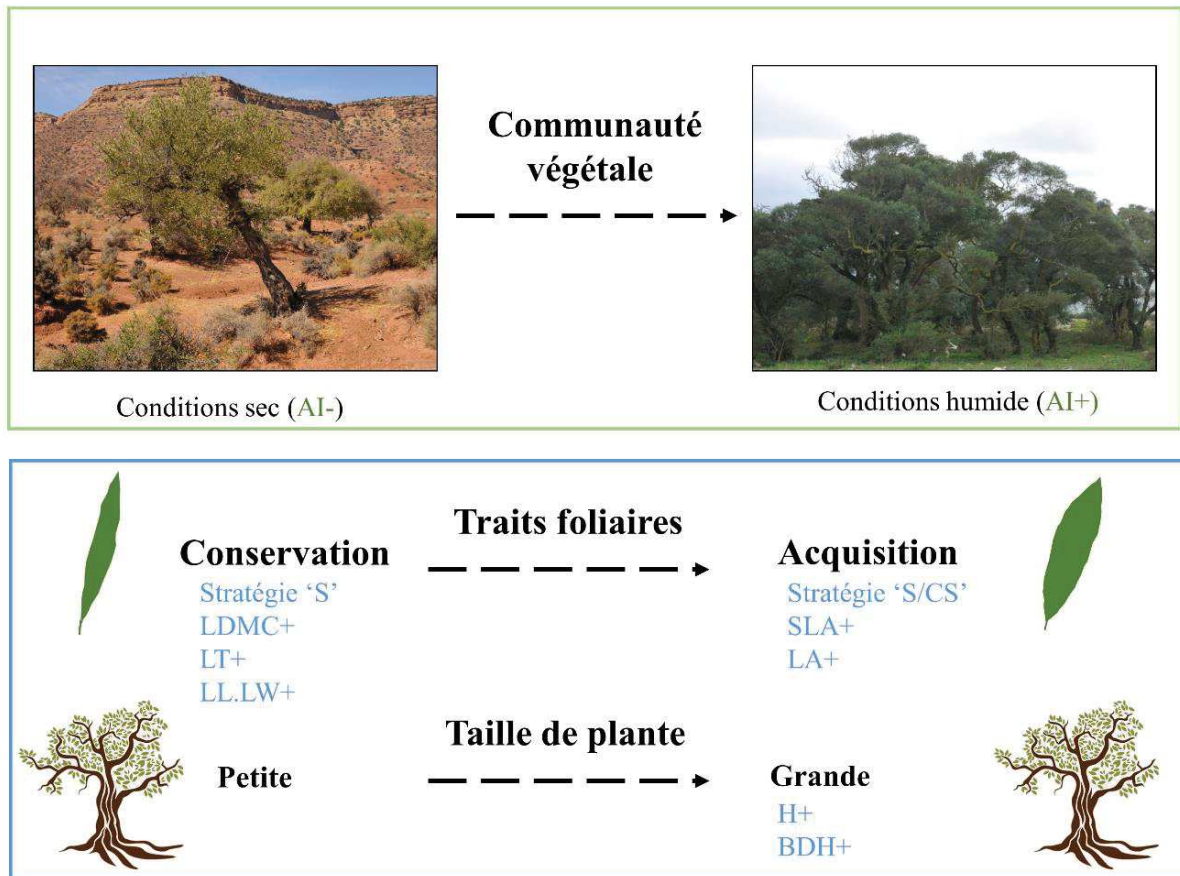 Communauté
végétale
Conditions sec (AI-)
Conditions humide (AI+)
Traits foliaires
Conservation
Stratégie ‘S’
LDMC+
LT+
LL.LW+
Acquisition
Stratégie ‘S/CS’
SLA+
LA+
Taille de plante
Petite
Grande
H+
BDH+